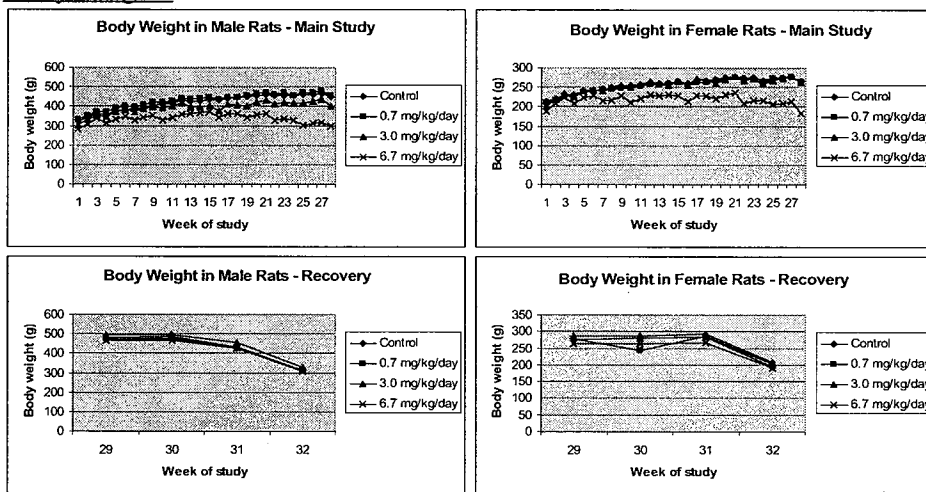 Body Weight in Male Rats - Main Study
Body weight (g)
600
500
400
300
200
100
0
1 3 5 7 9 11 13 15 17 19 21 23 25 27
Week of study
Control
0.7 mg/kg/day
3.0 mg/kg/day
6.7 mg/kg/day
Body Weight in Female Rats - Main Study
Body weight (g)
300
250
200
150
100
50
0
1 3 5 7 9 11 13 15 17 19 21 23 25 27
Week of study
Control
0.7 mg/kg/day
3.0 mg/kg/day
6.7 mg/kg/day
Body Weight in Male Rats - Recovery
Body weight (g)
600
500
400
300
200
100
0
29 30 31 32
Week of study
Control
0.7 mg/kg/day
3.0 mg/kg/day
6.7 mg/kg/day
Body Weight in Female Rats - Recovery
Body weight (g)
350
300
250
200
150
100
50
0
29 30 31 32
Week of study
Control
0.7 mg/kg/day
3.0 mg/kg/day
6.7 mg/kg/day